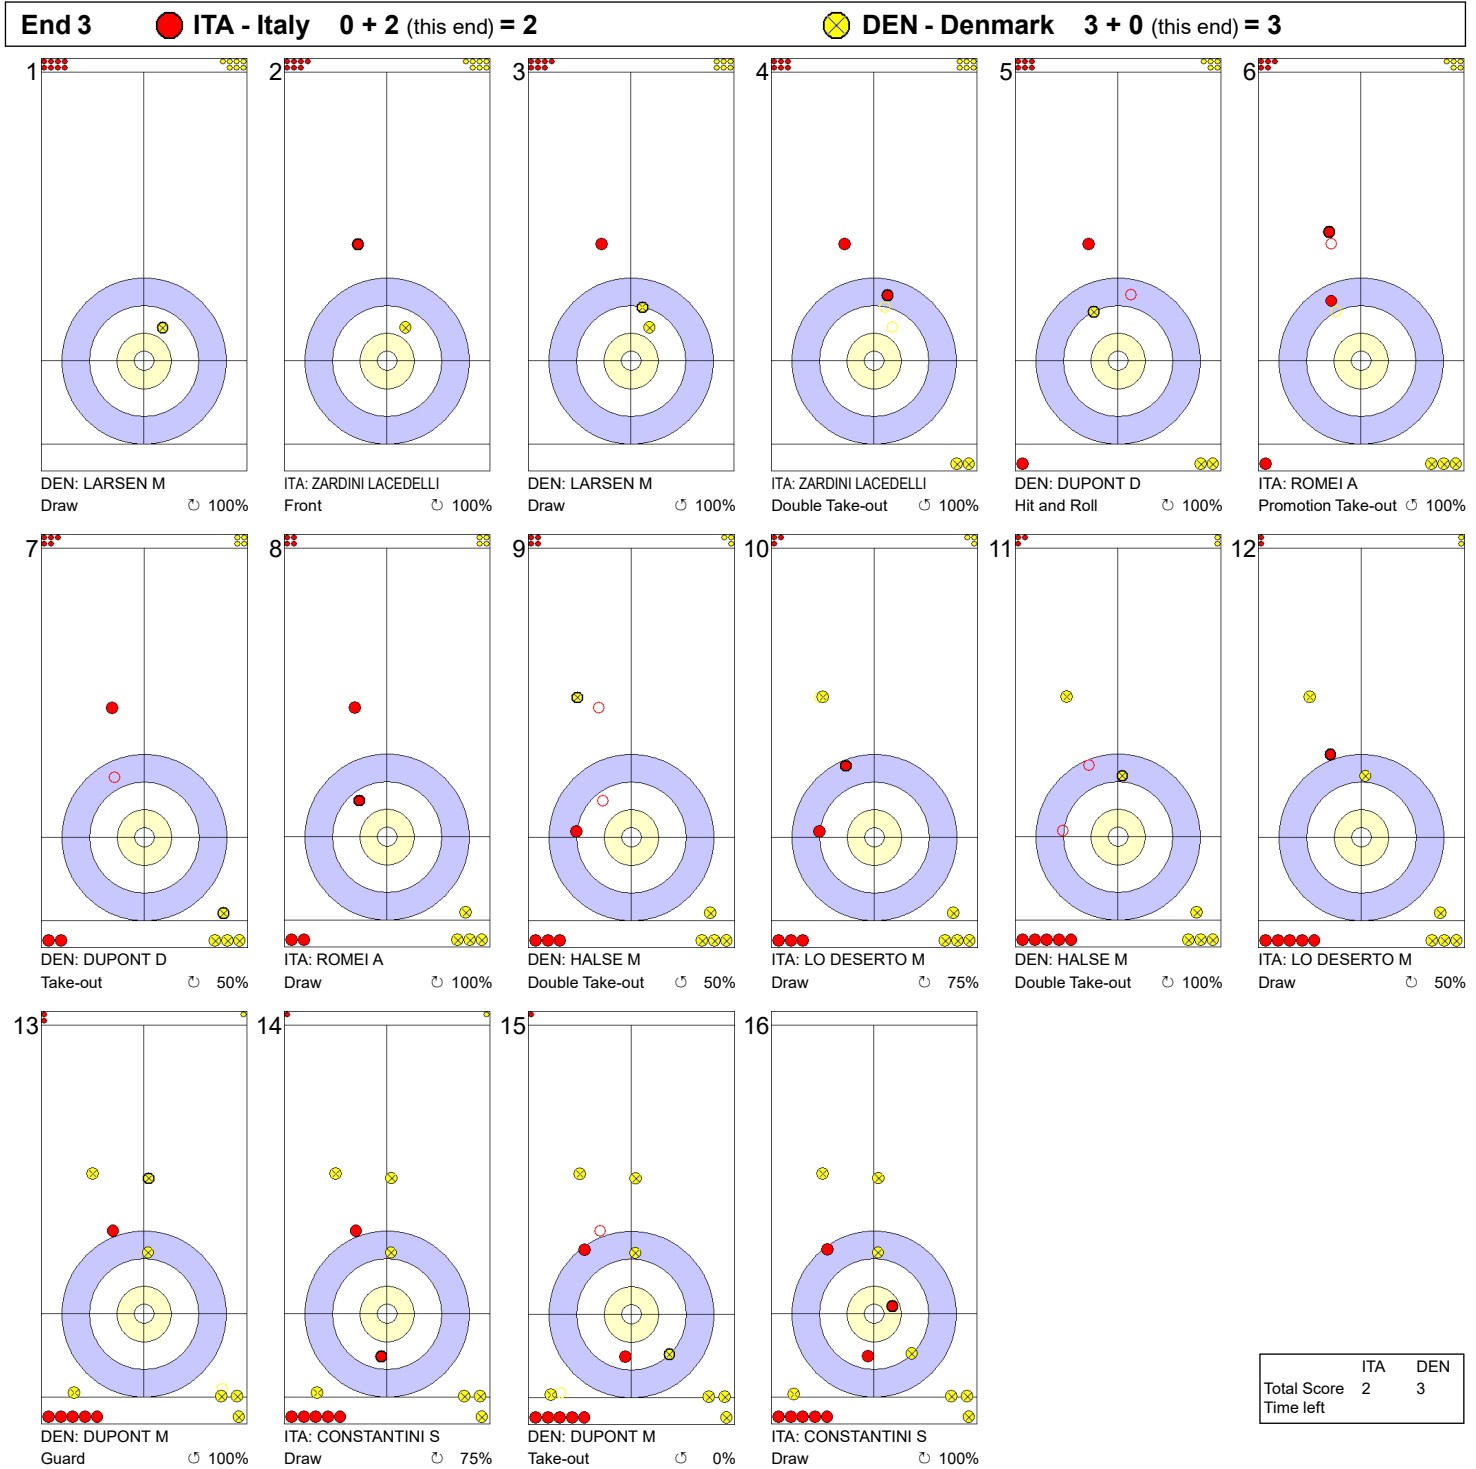 End 3 ITA - Italy 0 + 2 (this end) = 2 DEN - Denmark 3 + 0 (this end) = 3
1 2 3 4 5 6
DEN: LARSEN M ITA: ZARDINI LACEDELLI DEN: LARSEN M ITA: ZARDINI LACEDELLI DEN: DUPONT D ITA: ROMEI A
Draw ↻ 100% Front ↻ 100% Draw ↺ 100% Double Take-out ↺ 100% Hit and Roll ↻ 100% Promotion Take-out ↺ 100%
7 8 9 10 11 12
DEN: DUPONT D ITA: ROMEI A DEN: HALSE M ITA: LO DESERTO M DEN: HALSE M ITA: LO DESERTO M
Take-out ↻ 50% Draw ↻ 100% Double Take-out ↺ 50% Draw ↻ 75% Double Take-out ↻ 100% Draw ↻ 50%
13 14 15 16
DEN: DUPONT M ITA: CONSTANTINI S DEN: DUPONT M ITA: CONSTANTINI S
Guard ↺ 100% Draw ↻ 75% Take-out ↺ 0% Draw ↻ 100%
ITA DEN
Total Score 2 3
Time left